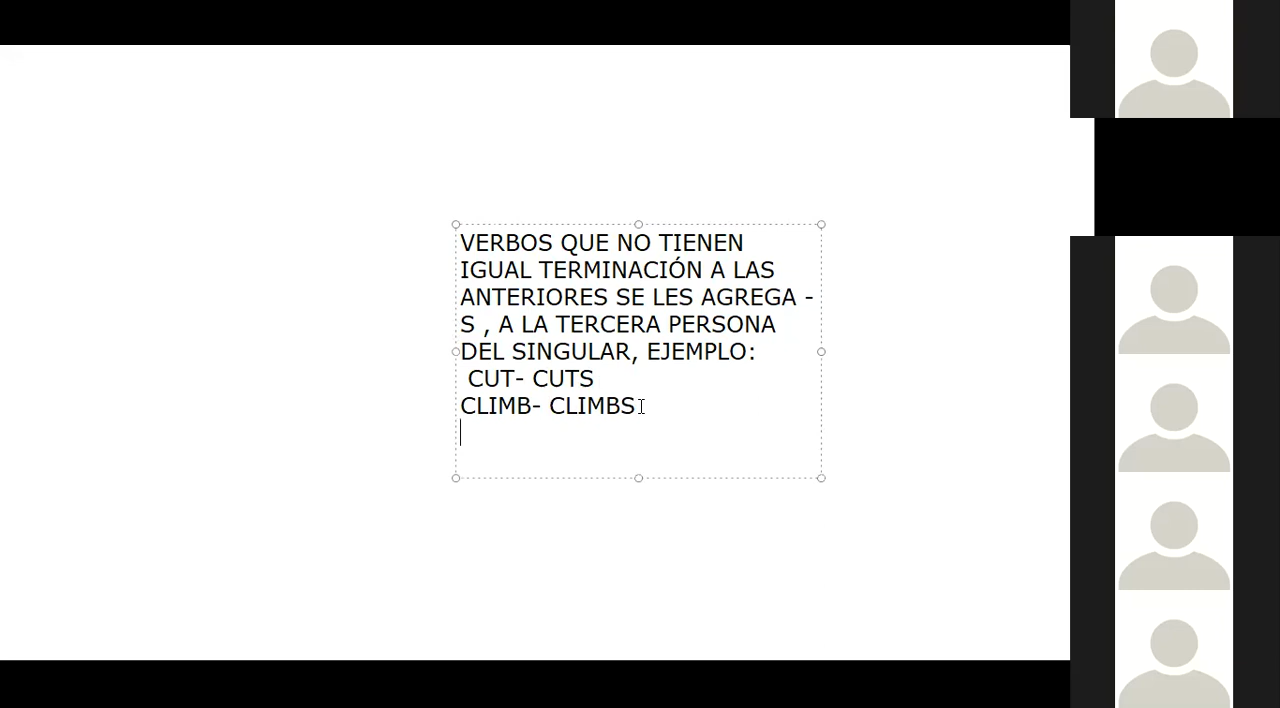 VERBOS QUE NO TIENEN
IGUAL TERMINACIÓN A LAS
ANTERIORES SE LES AGREGA -
S , A LA TERCERA PERSONA
DEL SINGULAR, EJEMPLO:
CUT- CUTS
CLIMB- CLIMBS